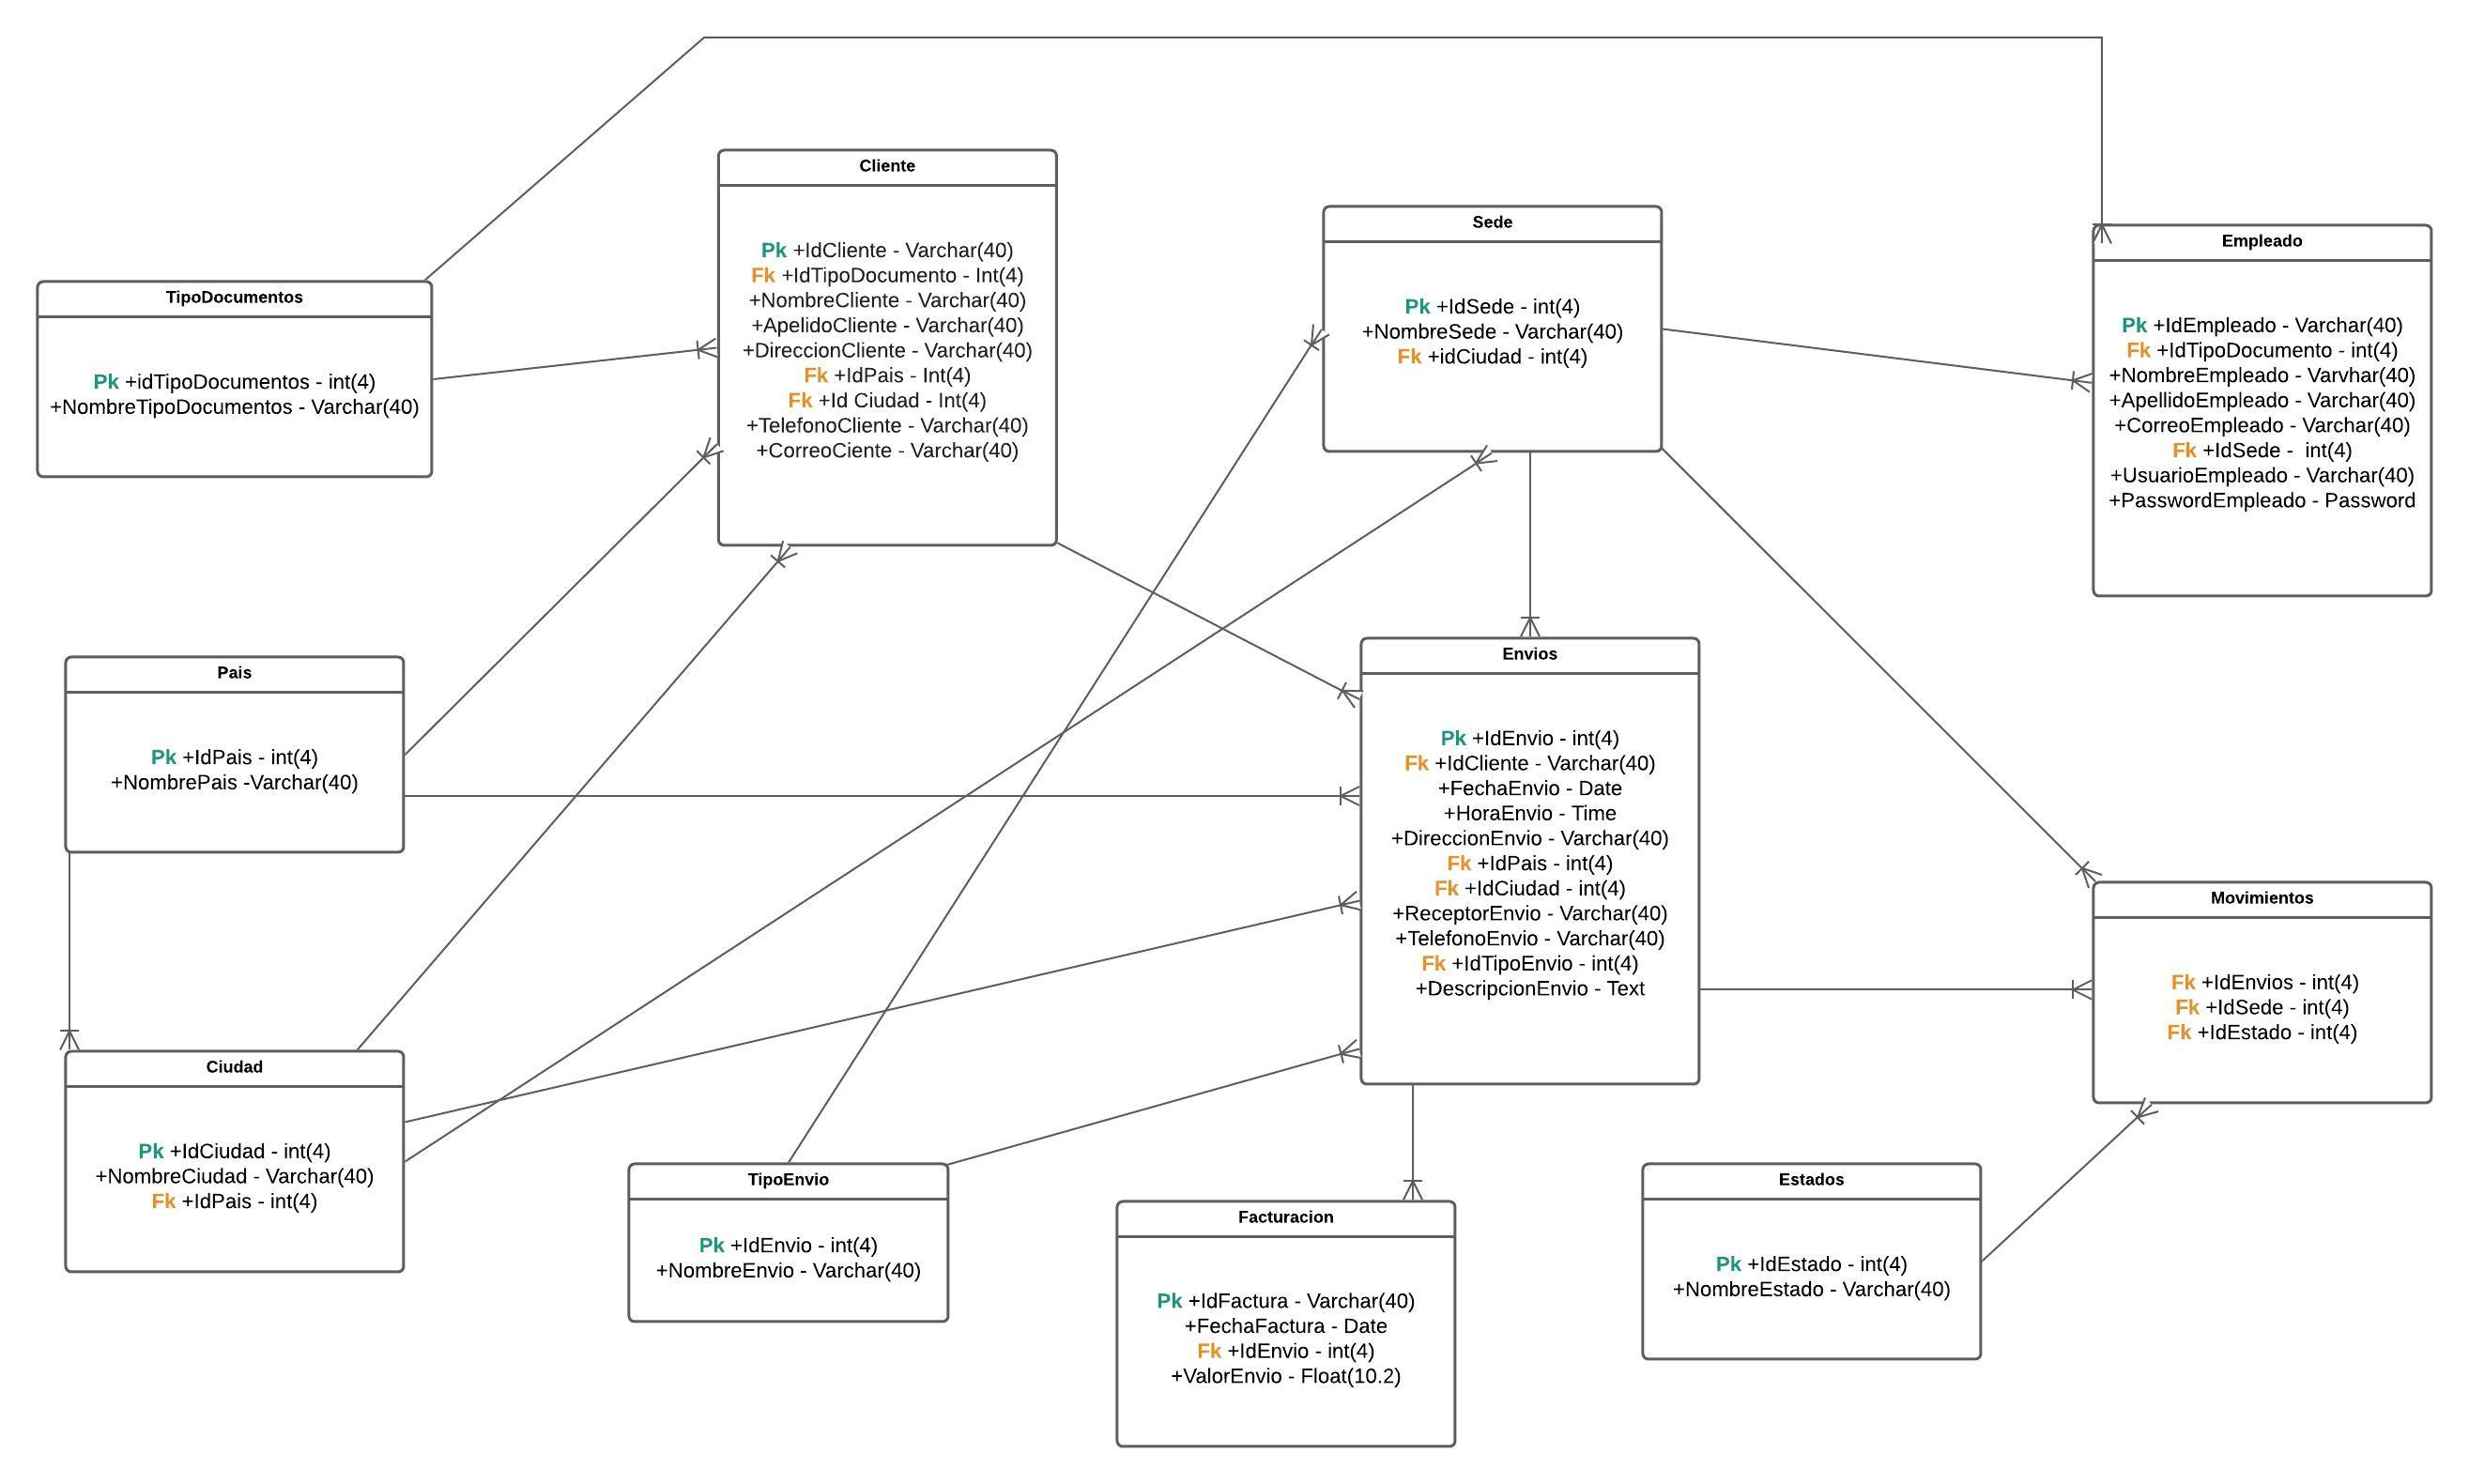 Cliente
Pk +IdCliente - Varchar(40)
Fk +IdTipoDocumento - Int(4)
+NombreCliente - Varchar(40)
+ApelidoCliente - Varchar(40)
+DireccionCliente - Varchar(40)
Fk +IdPais - Int(4)
Fk +Id Ciudad - Int(4)
+TelefonoCliente - Varchar(40)
+CorreoCiente - Varchar(40)
Sede
Pk +IdSede - int(4)
+NombreSede - Varchar(40)
Fk +idCiudad - int(4)
Empleado
Pk +IdEmpleado - Varchar(40)
Fk +IdTipoDocumento - int(4)
+NombreEmpleado - Varvhar(40)
+ApellidoEmpleado - Varchar(40)
+CorreoEmpleado - Varchar(40)
Fk +IdSede -  int(4)
+UsuarioEmpleado - Varchar(40)
+PasswordEmpleado - Password
TipoDocumentos
Pk +idTipoDocumentos - int(4)
+NombreTipoDocumentos - Varchar(40)
Pais
Pk +IdPais - int(4)
+NombrePais -Varchar(40)
Envios
Pk +IdEnvio - int(4)
Fk +IdCliente - Varchar(40)
+FechaEnvio - Date
+HoraEnvio - Time
+DireccionEnvio - Varchar(40)
Fk +IdPais - int(4)
Fk +IdCiudad - int(4)
+ReceptorEnvio - Varchar(40)
+TelefonoEnvio - Varchar(40)
Fk +IdTipoEnvio - int(4)
+DescripcionEnvio - Text
Movimientos
Fk +IdEnvios - int(4)
Fk +IdSede - int(4)
Fk +IdEstado - int(4)
Ciudad
Pk +IdCiudad - int(4)
+NombreCiudad - Varchar(40)
Fk +IdPais - int(4)
TipoEnvio
Pk +IdEnvio - int(4)
+NombreEnvio - Varchar(40)
Facturacion
Pk +IdFactura - Varchar(40)
+FechaFactura - Date
Fk +IdEnvio - int(4)
+ValorEnvio - Float(10.2)
Estados
Pk +IdEstado - int(4)
+NombreEstado - Varchar(40)